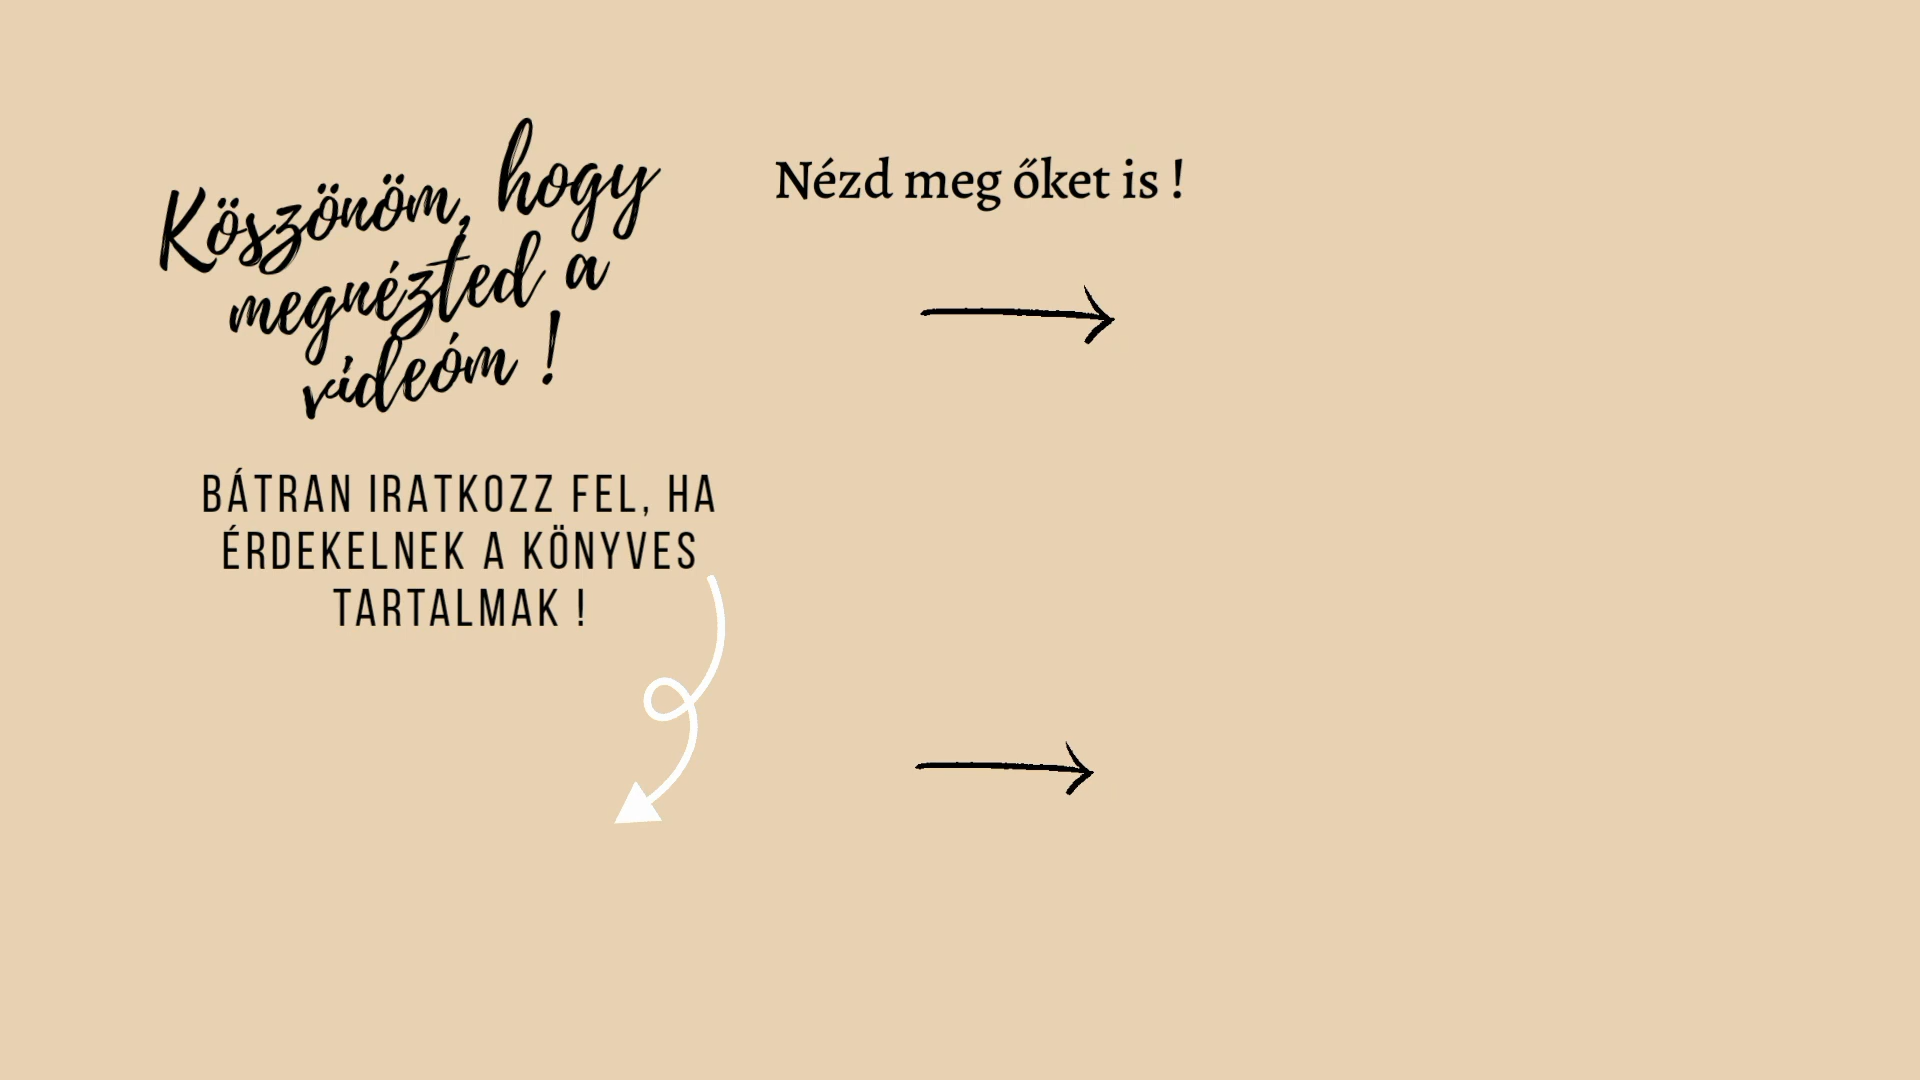 Köszönöm, hogy
megnézted a
videóm !
BÁTRAN IRATKOZZ FEL, HA
ÉRDEKELNEK A KÖNYVES
TARTALMAK !
Nézd meg őket is !